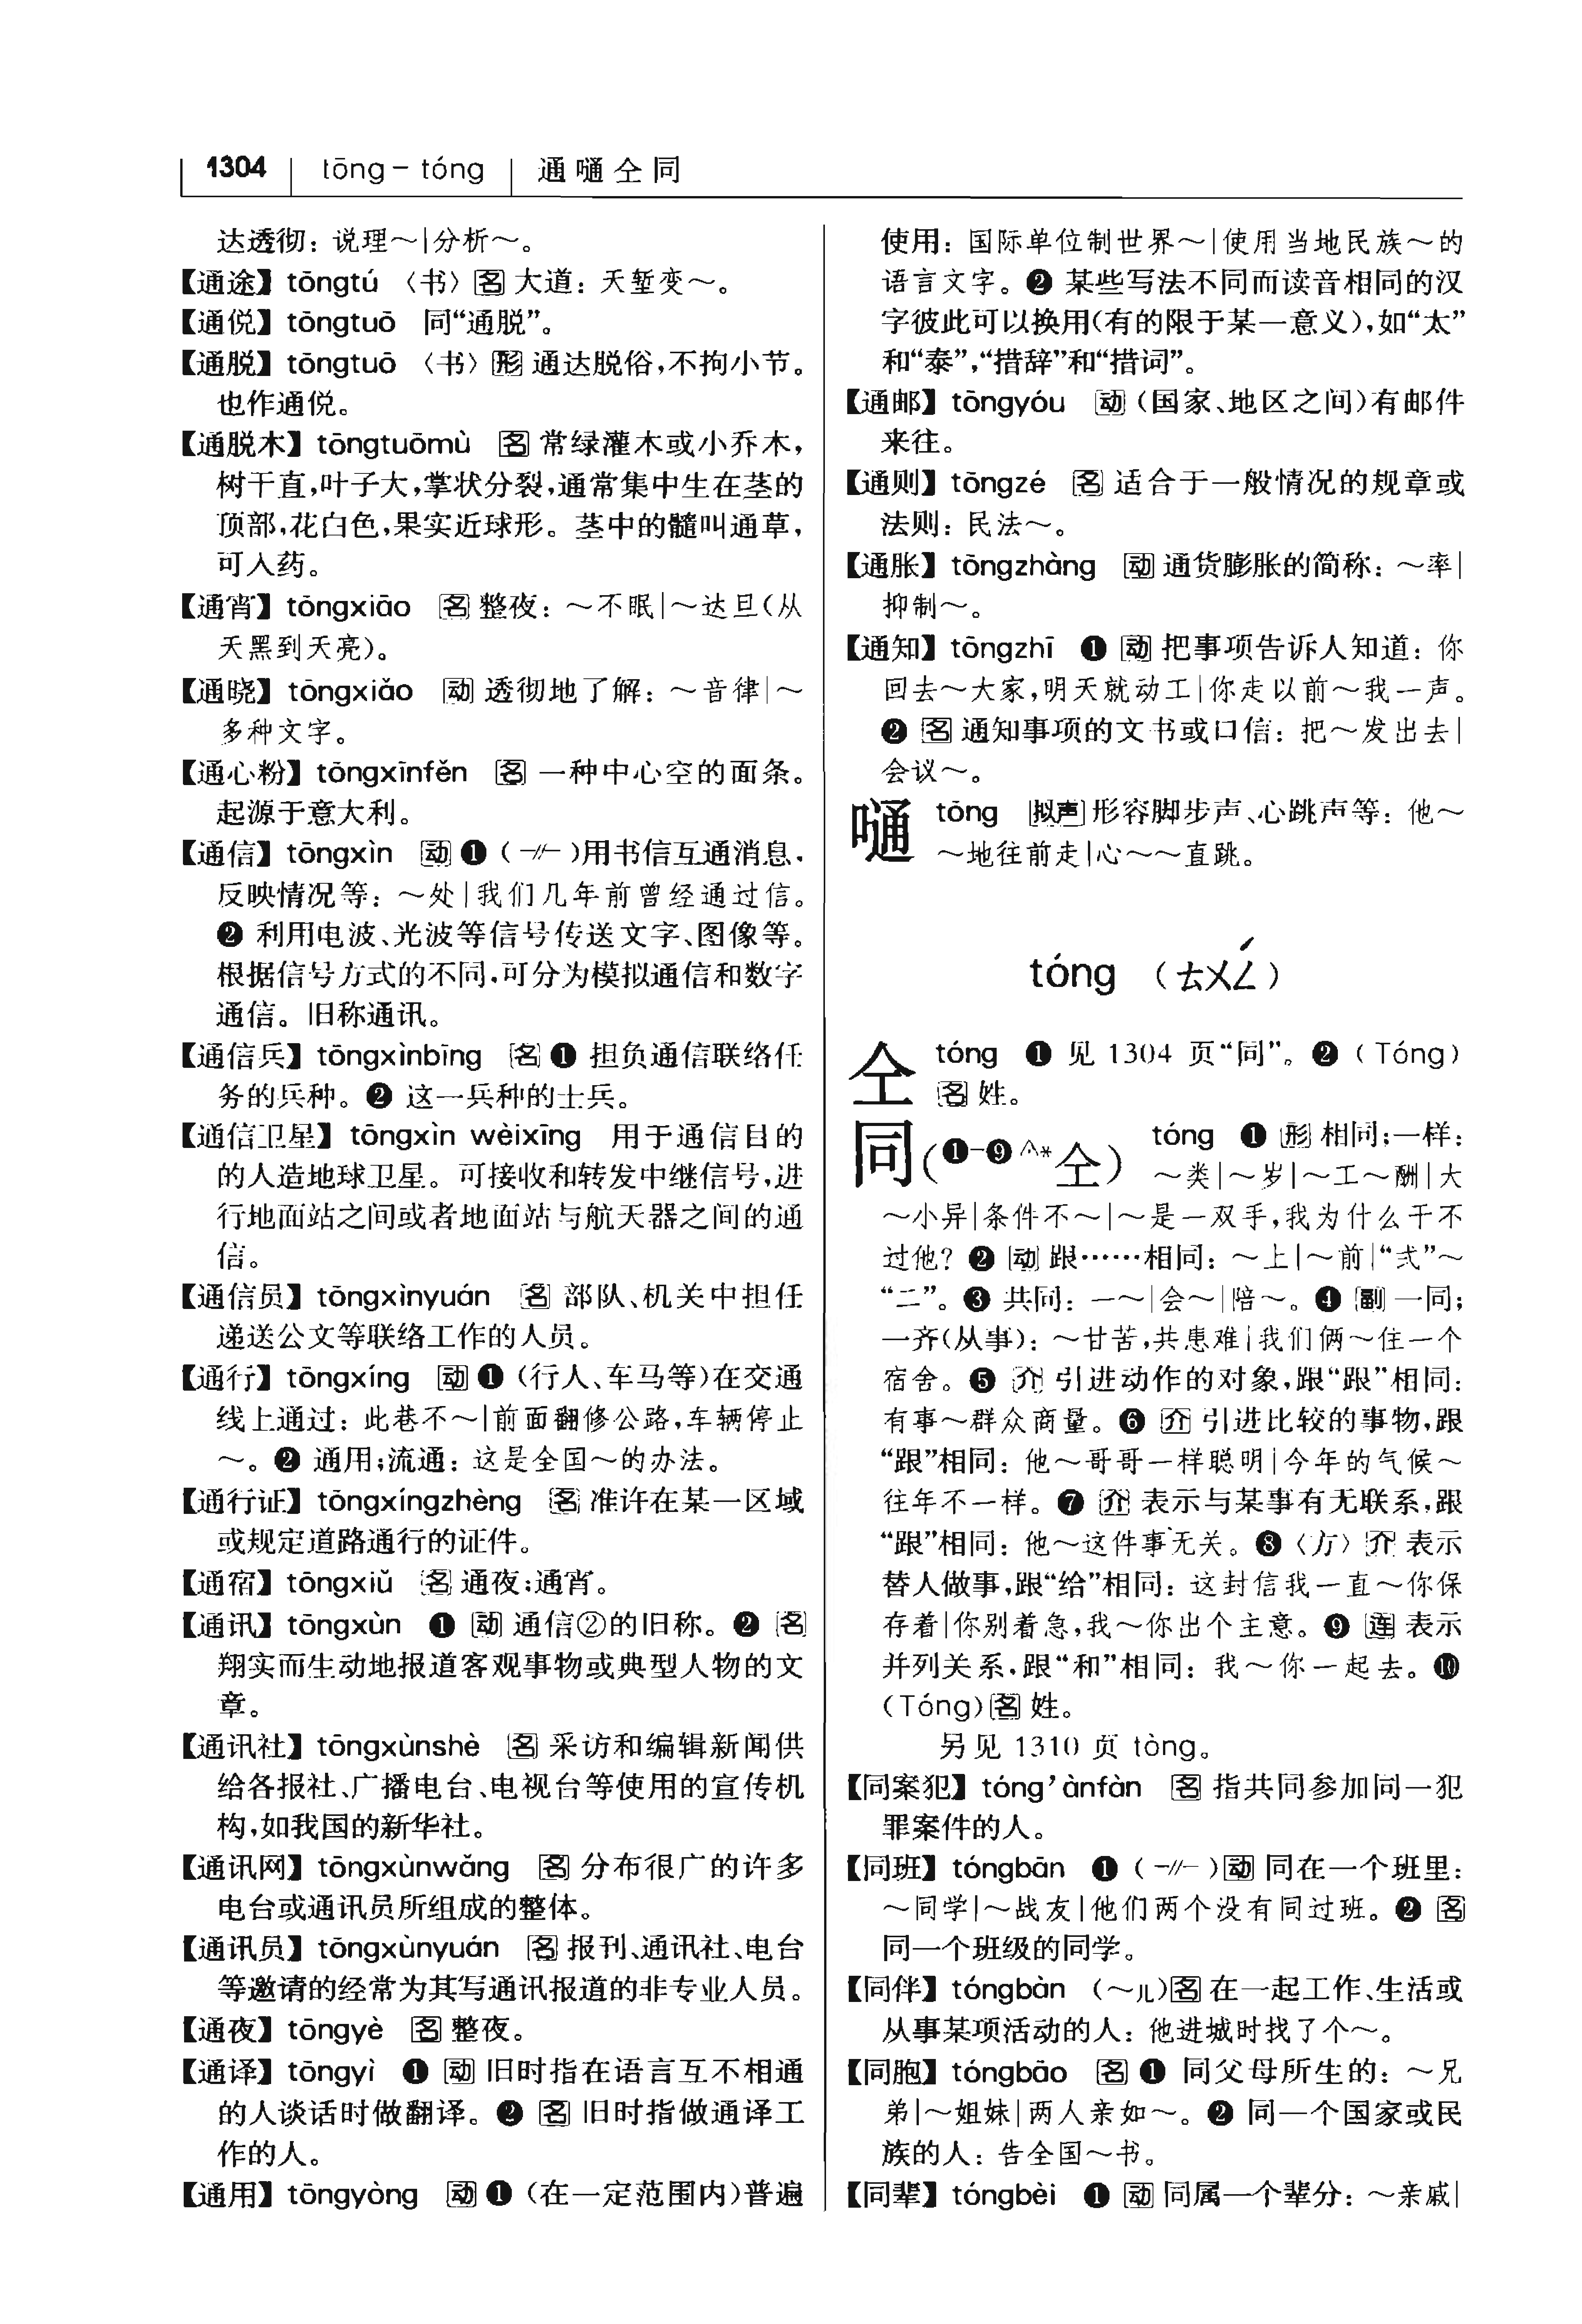 1304 tōng－tóng 通嗵仝同
达透彻：说理～|分析～。
【通途】tōngtú 〈书〉名 大道：天堑变～。
【通侻】tōngtuō 同“通脱”。
【通脱】tōngtuō 〈书〉形 通达脱俗，不拘小节。
也作通侻。
【通脱木】tōngtuōmù 名 常绿灌木或小乔木，
树干直，叶子大，掌状分裂，通常集中生在茎的
顶部，花白色，果实近球形。茎中的髓叫通草，
可入药。
【通宵】tōngxiāo 名 整夜：～不眠|～达旦（从
天黑到天亮）。
【通晓】tōngxiǎo 动 透彻地了解：～音律|～
多种文字。
【通心粉】tōngxīnfěn 名 一种中心空的面条。
起源于意大利。
【通信】tōngxìn 动❶（-//-）用书信互通消息，
反映情况等：～处|我们几年前曾经通过信。
❷ 利用电波、光波等信号传送文字、图像等。
根据信号方式的不同，可分为模拟通信和数字
通信。旧称通讯。
【通信兵】tōngxìnbīng 名❶ 担负通信联络任
务的兵种。❷ 这一兵种的士兵。
【通信卫星】tōngxìn wèixīng 用于通信目的
的人造地球卫星。可接收和转发中继信号，进
行地面站之间或者地面站与航天器之间的通
信。
【通信员】tōngxìnyuán 名 部队、机关中担任
递送公文等联络工作的人员。
【通行】tōngxíng 动❶（行人、车马等）在交通
线上通过：此巷不～|前面翻修公路，车辆停止
～。❷ 通用；流通：这是全国～的办法。
【通行证】tōngxíngzhèng 名 准许在某一区域
或规定道路通行的证件。
【通宿】tōngxiǔ 名 通夜；通宵。
【通讯】tōngxùn ❶ 动 通信②的旧称。❷ 名
翔实而生动地报道客观事物或典型人物的文
章。
【通讯社】tōngxùnshè 名 采访和编辑新闻供
给各报社、广播电台、电视台等使用的宣传机
构，如我国的新华社。
【通讯网】tōngxùnwǎng 名 分布很广的许多
电台或通讯员所组成的整体。
【通讯员】tōngxùnyuán 名 报刊、通讯社、电台
等邀请的经常为其写通讯报道的非专业人员。
【通夜】tōngyè 名 整夜。
【通译】tōngyì ❶ 动 旧时指在语言互不相通
的人谈话时做翻译。❷ 名 旧时指做通译工
作的人。
【通用】tōngyòng 动❶（在一定范围内）普遍
使用：国际单位制世界～|使用当地民族～的
语言文字。❷ 某些写法不同而读音相同的汉
字彼此可以换用（有的限于某一意义），如“太”
和“泰”，“措辞”和“措词”。
【通邮】tōngyóu 动（国家、地区之间）有邮件
来往。
【通则】tōngzé 名 适合于一般情况的规章或
法则：民法～。
【通胀】tōngzhàng 动 通货膨胀的简称：～率|
抑制～。
【通知】tōngzhī ❶ 动 把事项告诉人知道：你
回去～大家，明天就动工|你走以前～我一声。
❷ 名 通知事项的文书或口信：把～发出去|
会议～。
嗵 tōng 拟声 形容脚步声、心跳声等：他～
～地往前走|心～～直跳。
tóng （ㄊㄨㄥˊ）
仝 tóng ❶ 见 1304 页“同”。❷（Tóng）
名 姓。
同（❶-❾ ^*仝） tóng ❶ 形 相同；一样：
～类|～岁|～工～酬|大
～小异|条件不～|～是一双手，我为什么干不
过他？❷ 动 跟……相同：～上|～前|“弍”～
“二”。❸ 共同：一～|会～|陪～。❹ 副 一同；
一齐（从事）：～甘苦，共患难|我们俩～住一个
宿舍。❺ 介 引进动作的对象，跟“跟”相同：
有事～群众商量。❻ 介 引进比较的事物，跟
“跟”相同：他～哥哥一样聪明|今年的气候～
往年不一样。❼ 介 表示与某事有无联系，跟
“跟”相同：他～这件事无关。❽〈方〉介 表示
替人做事，跟“给”相同：这封信我一直～你保
存着|你别着急，我～你出个主意。❾ 连 表示
并列关系，跟“和”相同：我～你一起去。❿
（Tóng）名 姓。
另见 1310 页 tòng。
【同案犯】tóng’ànfàn 名 指共同参加同一犯
罪案件的人。
【同班】tóngbān ❶（-//-）动 同在一个班里：
～同学|～战友|他们两个没有同过班。❷ 名
同一个班级的同学。
【同伴】tóngbàn （～儿）名 在一起工作、生活或
从事某项活动的人：他进城时找了个～。
【同胞】tóngbāo 名❶ 同父母所生的：～兄
弟|～姐妹|两人亲如～。❷ 同一个国家或民
族的人：告全国～书。
【同辈】tóngbèi ❶ 动 同属一个辈分：～亲戚|